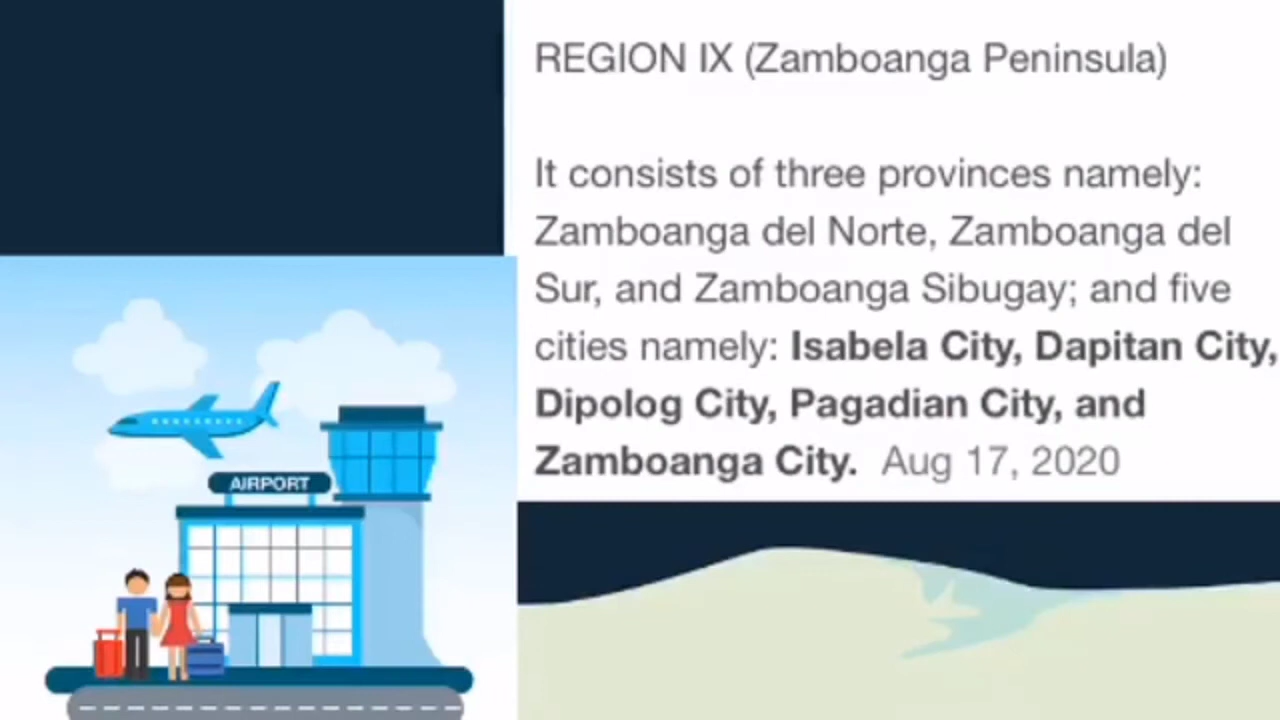 REGION IX (Zamboanga Peninsula)
It consists of three provinces namely:
Zamboanga del Norte, Zamboanga del
Sur, and Zamboanga Sibugay; and five
cities namely: Isabela City, Dapitan City,
Dipolog City, Pagadian City, and
Zamboanga City. Aug 17, 2020
AIRPORT